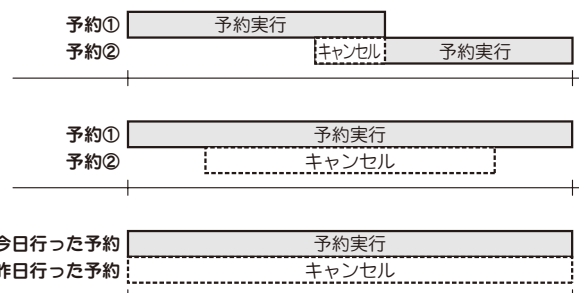 予約① 予約実行
予約② キャンセル 予約実行
予約① 予約実行
予約② キャンセル
今日行った予約 予約実行
昨日行った予約 キャンセル